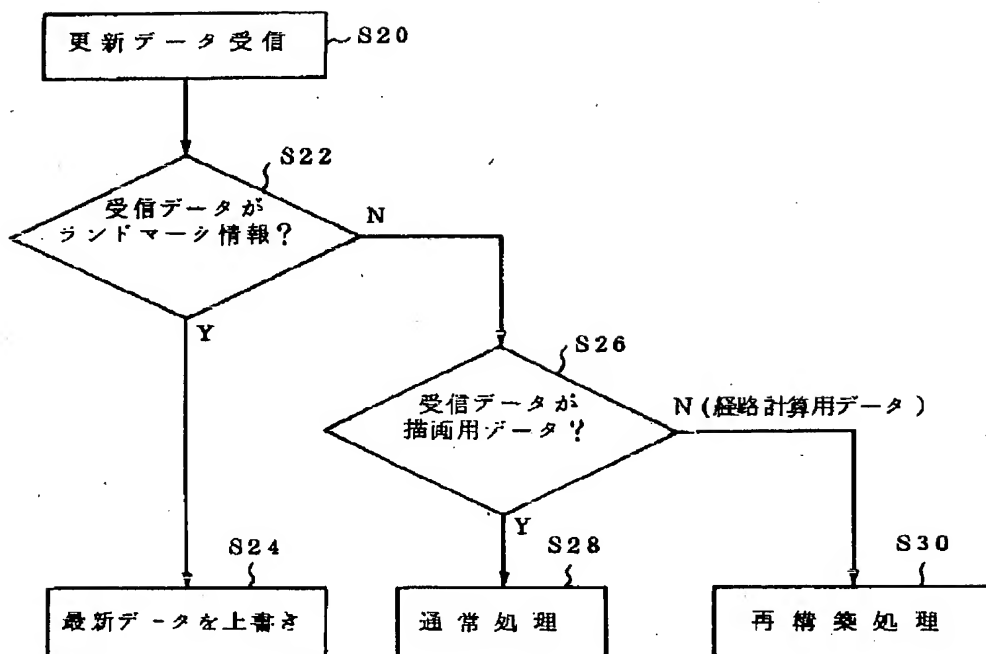 更新データ受信
S20
S22
受信データが
ランドマーク情報?
N
Y
S26
受信データが
描画用データ?
N(経路計算用データ)
Y
S24
最新データを上書き
S28
通常処理
S30
再構築処理